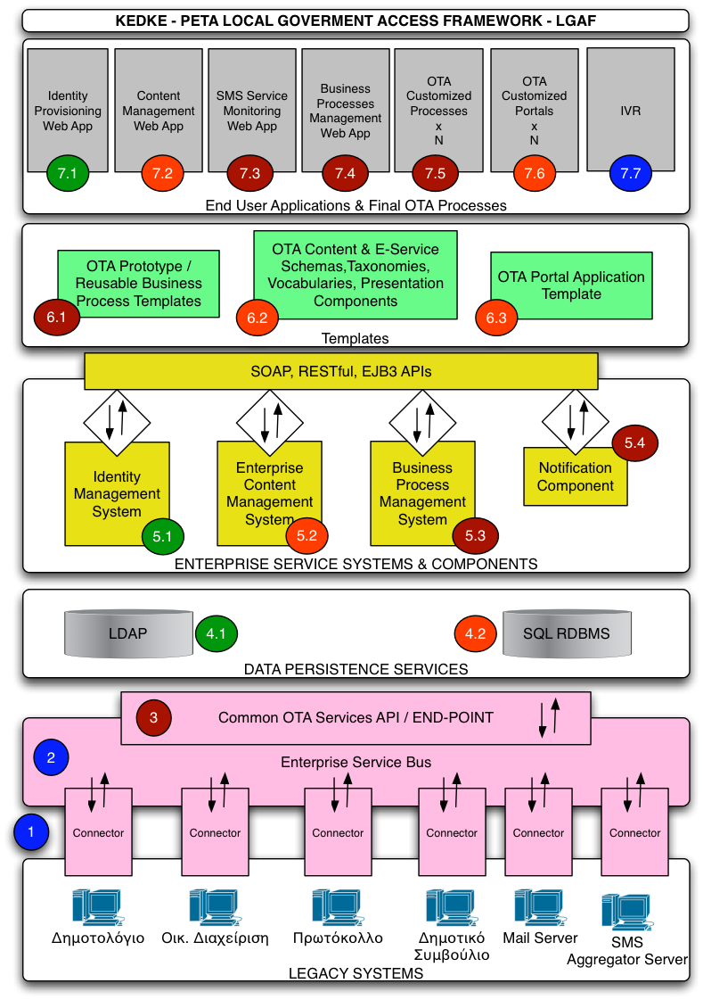 KEDKE - PETA LOCAL GOVERMENT ACCESS FRAMEWORK - LGAF
Identity
Provisioning
Web App
7.1
Content
Management
Web App
7.2
SMS Service
Monitoring
Web App
7.3
Business
Processes
Management
Web App
7.4
OTA
Customized
Processes
x
N
7.5
OTA
Customized
Portals
x
N
7.6
IVR
7.7
End User Applications & Final OTA Processes
OTA Prototype /
Reusable Business
Process Templates
6.1
OTA Content & E-Service
Schemas,Taxonomies,
Vocabularies, Presentation
Components
6.2
OTA Portal Application
Template
6.3
Templates
SOAP, RESTful, EJB3 APIs
Identity
Management
System
5.1
Enterprise
Content
Management
System
5.2
Business
Process
Management
System
5.3
Notification
Component
5.4
ENTERPRISE SERVICE SYSTEMS & COMPONENTS
LDAP
4.1
4.2
SQL RDBMS
DATA PERSISTENCE SERVICES
3
Common OTA Services API / END-POINT
2
Enterprise Service Bus
1
Connector
Connector
Connector
Connector
Connector
Connector
Δημοτολόγιο
Οικ. Διαχείριση
Πρωτόκολλο
Δημοτικό
Συμβούλιο
Mail Server
SMS
Aggregator Server
LEGACY SYSTEMS